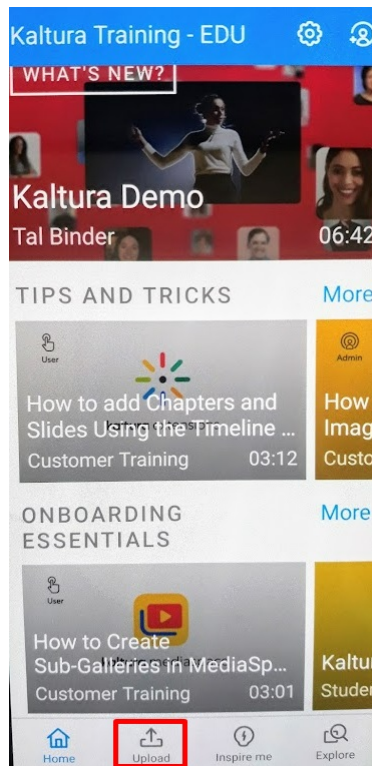 Kaltura Training - EDU
WHAT'S NEW?
Kaltura Demo
Tal Binder
06:42
TIPS AND TRICKS
More
User
Admin
How to add Chapters and
Slides Using the Timeline ...
Customer Training
03:12
How
Imag
Custo
ONBOARDING
ESSENTIALS
More
User
How to Create
Sub-Galleries in MediaSp...
Customer Training
03:01
Kaltu
Studen
Home
Upload
Inspire me
Explore